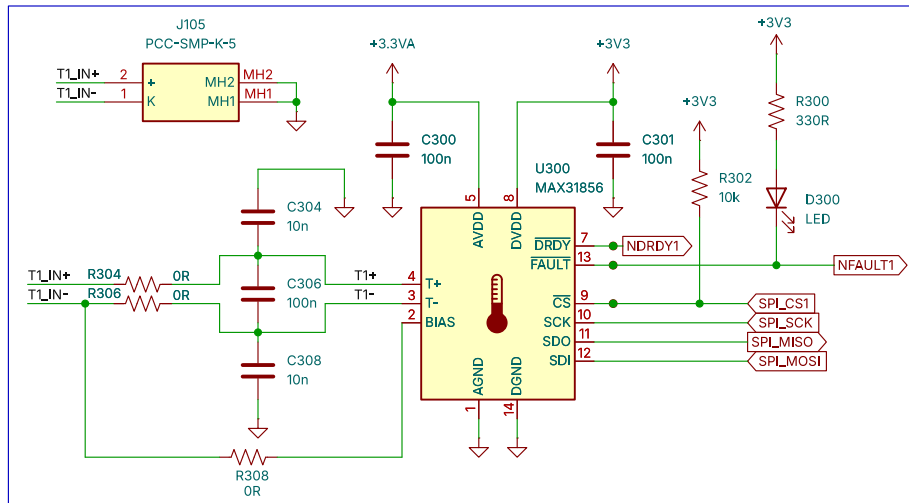 J105
PCC-SMP-K-5
T1_IN+ 2 + MH2 MH2
T1_IN- 1 K MH1 MH1
+3.3VA
+3V3
+3V3
+3V3
R300
330R
C300
100n
C301
100n
U300
MAX31856
R302
10k
D300
LED
C304
10n
5 AVDD
8 DVDD
DRDY 7 NDRDY1
FAULT 13 NFAULT1
T1_IN+ R304 0R
T1_IN- R306 0R
C306
100n
T1+ 4 T+
T1- 3 T-
2 BIAS
CS 9 SPI_CS1
SCK 10 SPI_SCK
SDO 11 SPI_MISO
SDI 12 SPI_MOSI
C308
10n
AGND 1
DGND 14
R308
0R